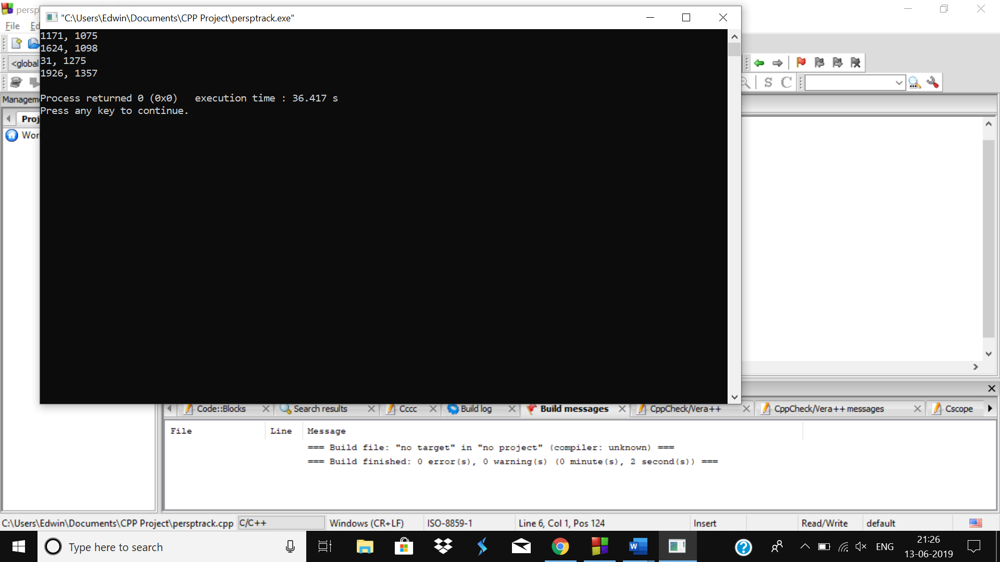 persp
"C:\Users\Edwin\Documents\CPP Project\persptrack.exe"
File
Ed
1171, 1075
1624, 1098
31, 1275
1926, 1357
Process returned 0 (0x0)   execution time : 36.417 s
Press any key to continue.
<global
S C
Managem
Proj
Wor
Code::Blocks
Search results
Cccc
Build log
Build messages
CppCheck/Vera++
CppCheck/Vera++ messages
Cscope
File
Line
Message
=== Build file: "no target" in "no project" (compiler: unknown) ===
=== Build finished: 0 error(s), 0 warning(s) (0 minute(s), 2 second(s)) ===
C:\Users\Edwin\Documents\CPP Project\persptrack.cpp
C/C++
Windows (CR+LF)
ISO-8859-1
Line 6, Col 1, Pos 124
Insert
Read/Write
default
Type here to search
W
?
ENG
21:26
13-06-2019